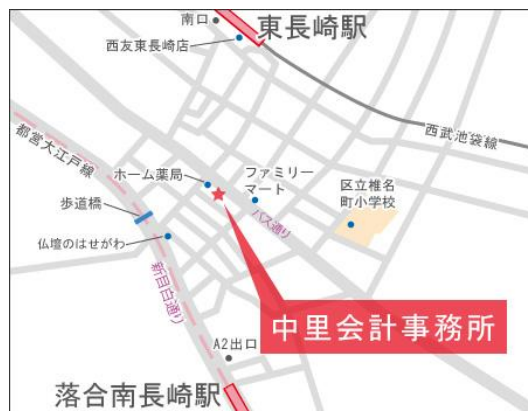 南口
東長崎駅
西友東長崎店
西武池袋線
都営大江戸線
ホーム薬局
ファミリー
マート
区立椎名
町小学校
歩道橋
バス通り
仏壇のはせがわ
新目白通り
中里会計事務所
A2出口
落合南長崎駅